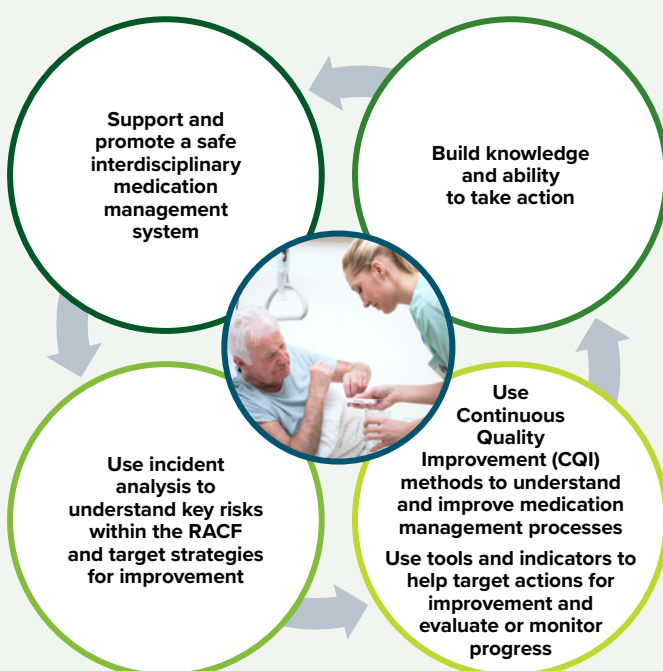 Support and
promote a safe
interdisciplinary
medication
management
system
Build knowledge
and ability
to take action
Use incident
analysis to
understand key risks
within the RACF
and target strategies
for improvement
Use
Continuous
Quality
Improvement (CQI)
methods to understand
and improve medication
management processes
Use tools and indicators to
help target actions for
improvement and
evaluate or monitor
progress